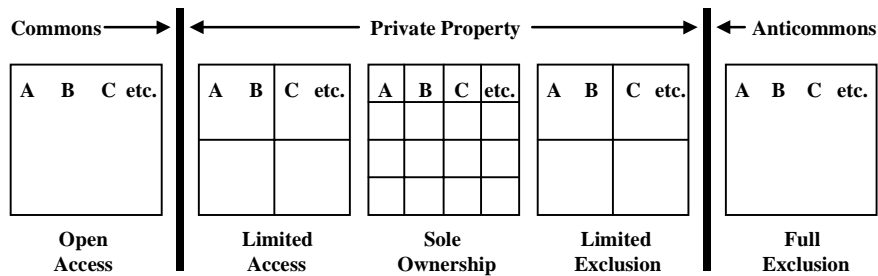 Commons Private Property Anticommons
A B C etc. A B C etc. A B C etc. A B C etc. A B C etc.
Open Limited Sole Limited Full
Access Access Ownership Exclusion Exclusion